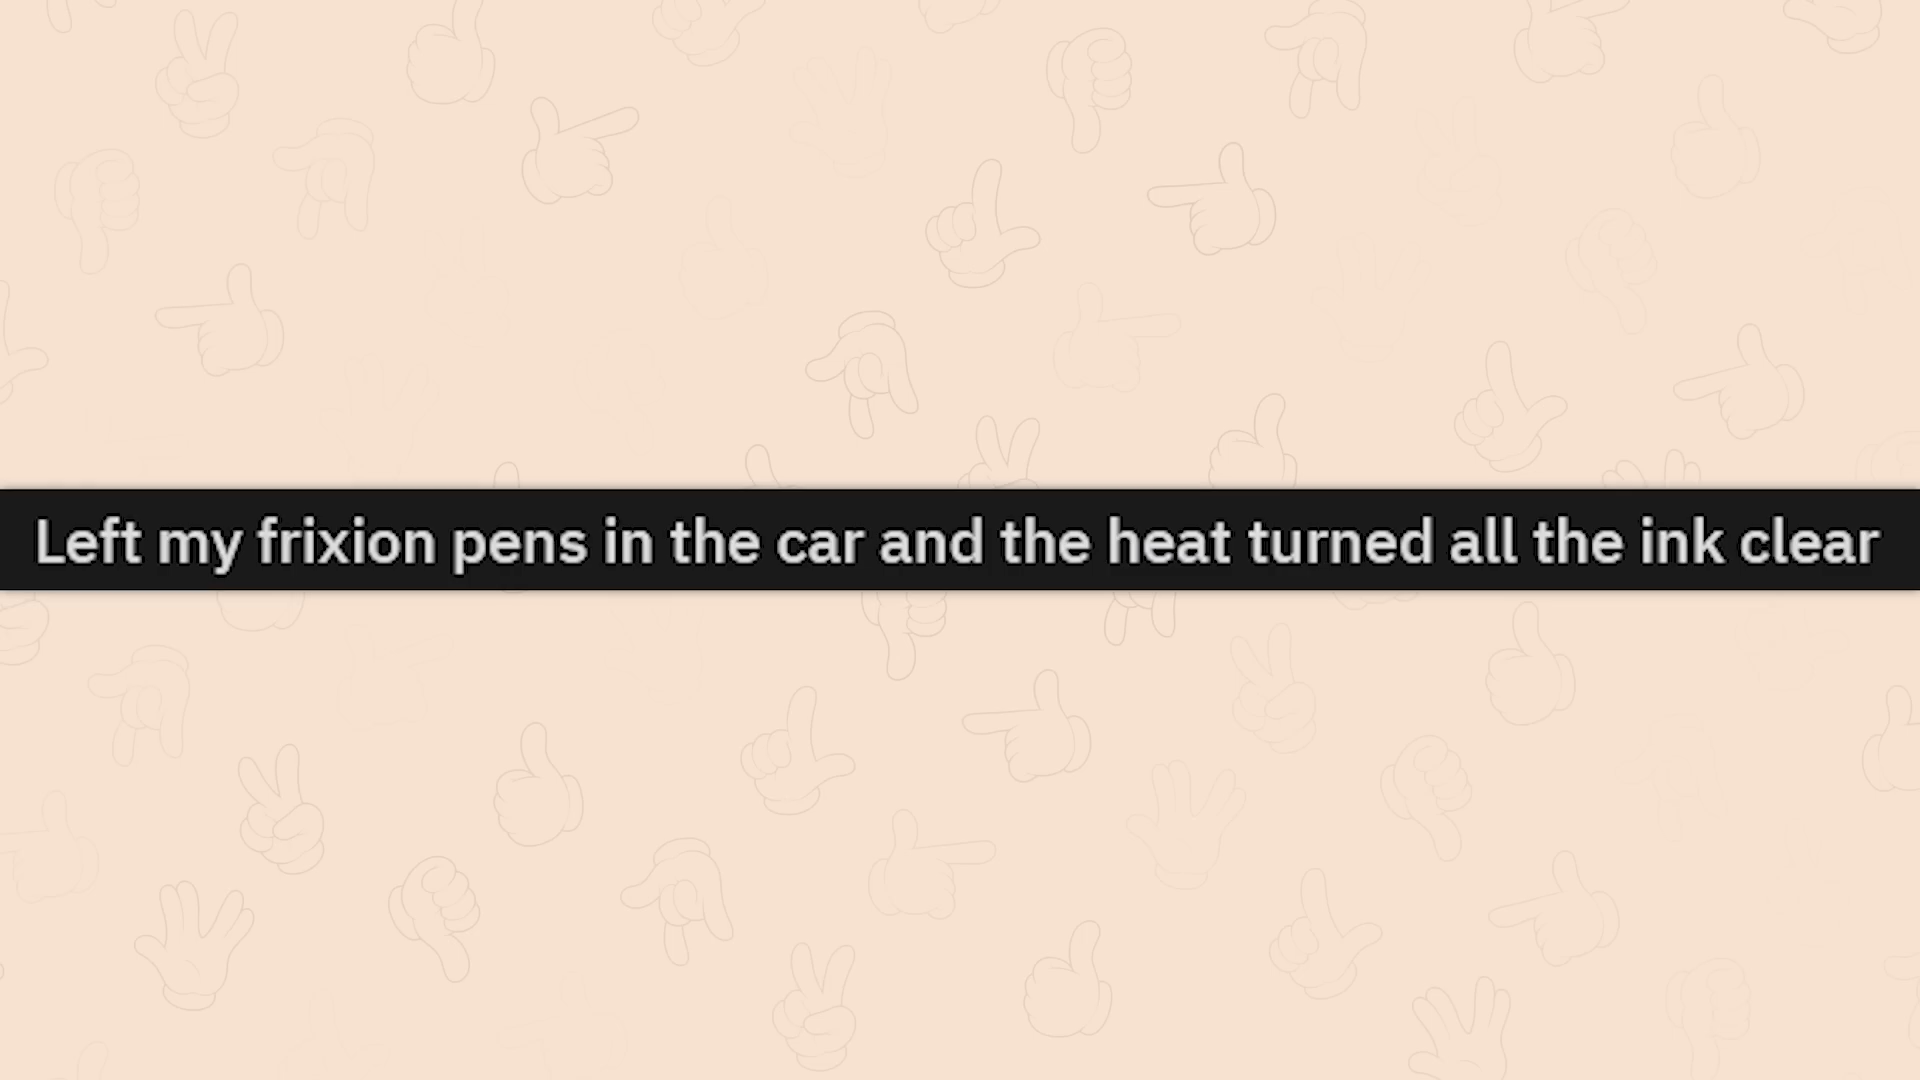 Left my frixion pens in the car and the heat turned all the ink clear